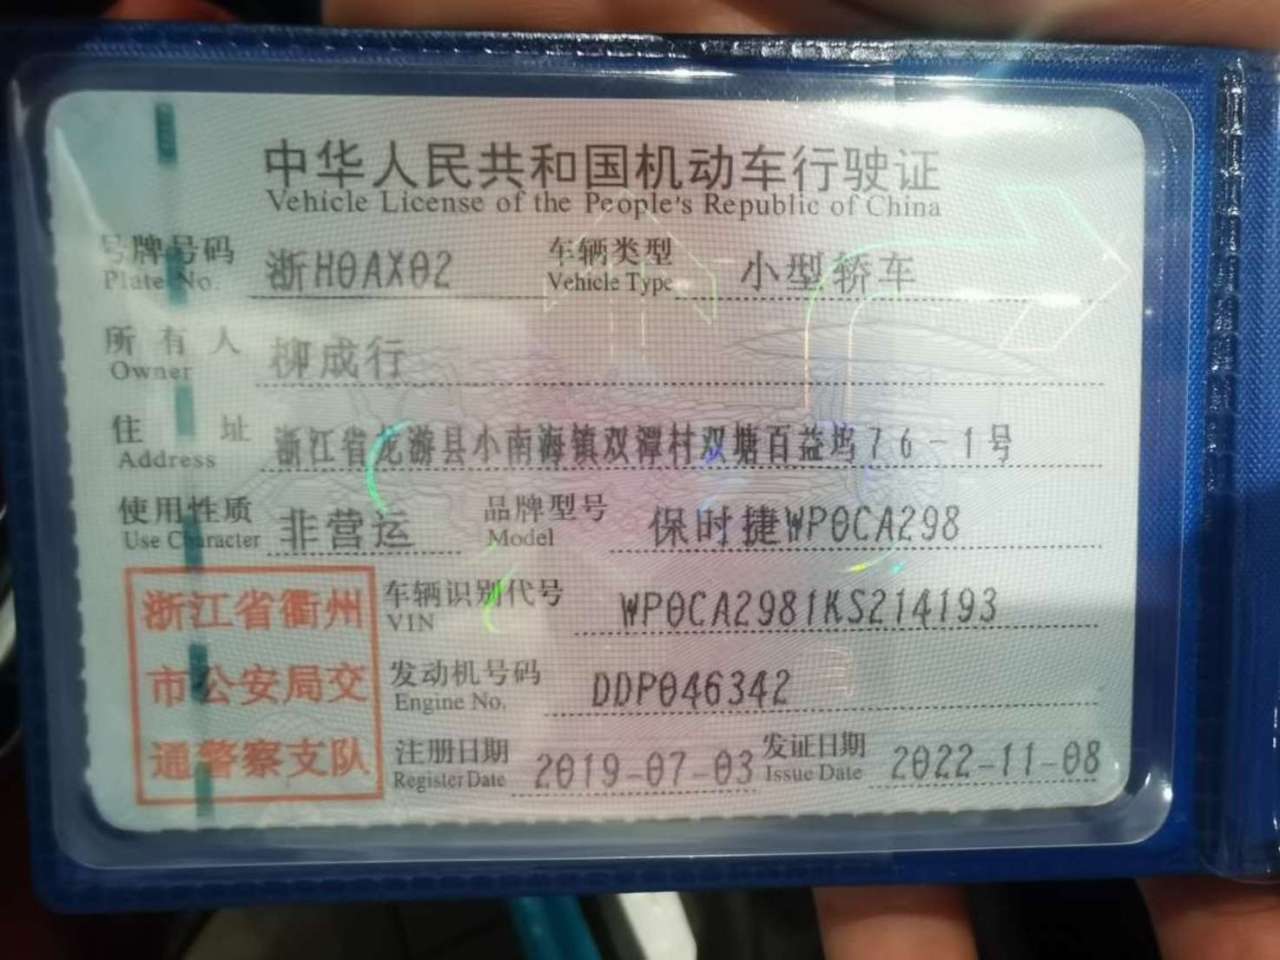 中华人民共和国机动车行驶证
Vehicle License of the People's Republic of China
号牌号码 浙H0AX02 车辆类型 小型轿车
Plate No. Vehicle Type
所有人 柳成行
Owner
住址 浙江省龙游县小南海镇双潭村双塘百益坞76-1号
Address
使用性质 非营运 品牌型号 保时捷WP0CA298
Use Character Model
浙江省衢州
市公安局交
通警察支队
车辆识别代号 WP0CA2981KS214193
VIN
发动机号码 DDP046342
Engine No.
注册日期 2019-07-03 发证日期 2022-11-08
Register Date Issue Date